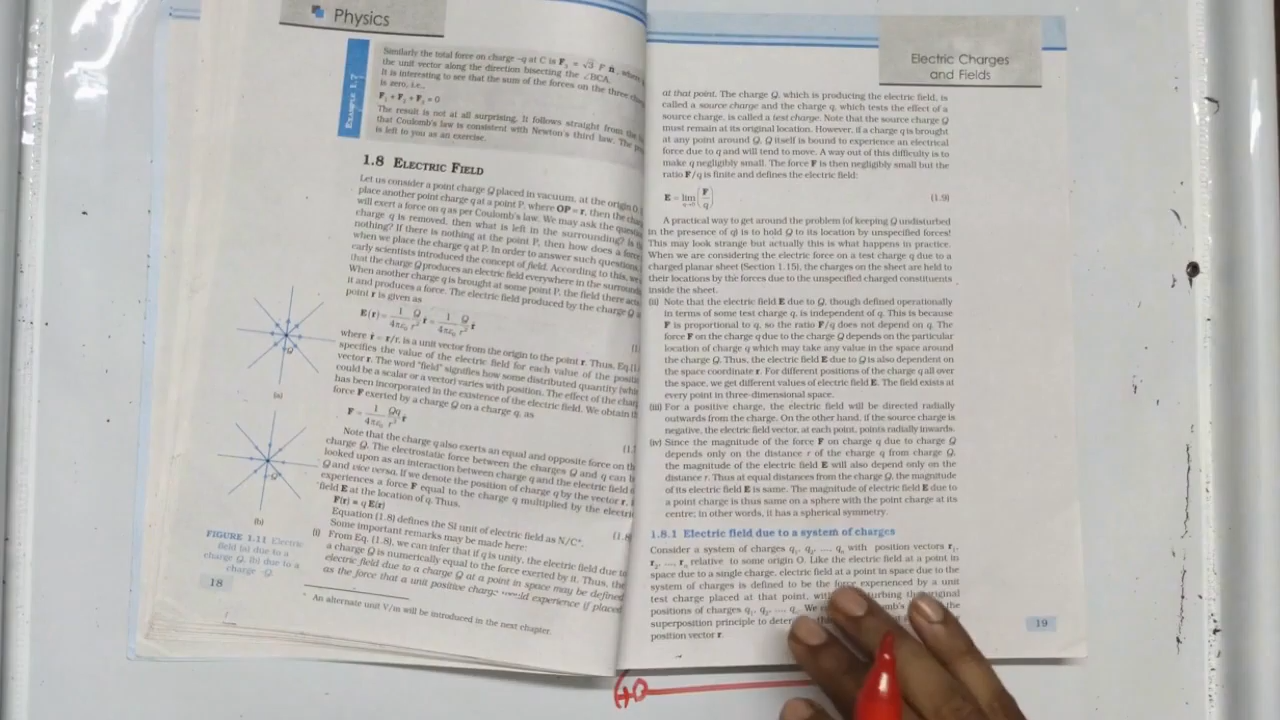 Physics
EXAMPLE 1.7
Similarly the total force on charge –q at C is F₃ = √3 F n̂, where
the unit vector along the direction bisecting the ∠BCA.
It is interesting to see that the sum of the forces on the three
is zero, i.e.,
F₁ + F₂ + F₃ = 0
The result is not at all surprising. It follows straight from the
that Coulomb's law is consistent with Newton's third law. The
is left to you as an exercise.
1.8 ELECTRIC FIELD
Let us consider a point charge Q placed in vacuum, at the origin O.
place another point charge q at a point P, where OP = r, then the
will exert a force on q as per Coulomb's law. We may ask the
charge q is removed, then what is left in the surrounding? Is
nothing? If there is nothing at the point P, then how does a force
when we place the charge q at P. In order to answer such questions,
early scientists introduced the concept of field. According to this,
that the charge Q produces an electric field everywhere in the
When another charge q is brought at some point P, the field there
it and produces a force. The electric field produced by the charge Q
point r is given as
E(r) = 1/4πε₀ Q/r² r̂ = 1/4πε₀ Q/r² r̂
where r̂ = r/r, is a unit vector from the origin to the point r. Thus,
specifies the value of the electric field for each value of the
vector r. The word "field" signifies how some distributed quantity
could be a scalar or a vector) varies with position. The effect of the
has been incorporated in the existence of the electric field. We obtain
force F exerted by a charge Q on a charge q, as
F = 1/4πε₀ Qq/r² r̂
Note that the charge q also exerts an equal and opposite force on
charge Q. The electrostatic force between the charges Q and q can
looked upon as an interaction between charge q and the electric field
Q and vice versa. If we denote the position of charge q by the vector r,
experiences a force F equal to the charge q multiplied by the
field E at the location of q. Thus,
F(r) = q E(r)
(1.8
Equation (1.8) defines the SI unit of electric field as N/C*.
Some important remarks may be made here:
(i) From Eq. (1.8), we can infer that if q is unity, the electric field due to
a charge Q is numerically equal to the force exerted by it. Thus, the
electric field due to a charge Q at a point in space may be defined
as the force that a unit positive charge would experience if placed
* An alternate unit V/m will be introduced in the next chapter.
Q
(a)
Q
(b)
FIGURE 1.11 Electric
field (a) due to a
charge Q, (b) due to a
charge –Q.
18
Electric Charges
and Fields
at that point. The charge Q, which is producing the electric field, is
called a source charge and the charge q, which tests the effect of a
source charge, is called a test charge. Note that the source charge Q
must remain at its original location. However, if a charge q is brought
at any point around Q, Q itself is bound to experience an electrical
force due to q and will tend to move. A way out of this difficulty is to
make q negligibly small. The force F is then negligibly small but the
ratio F/q is finite and defines the electric field:
E = lim q→0 (F/q) (1.9)
A practical way to get around the problem (of keeping Q undisturbed
in the presence of q) is to hold Q to its location by unspecified forces!
This may look strange but actually this is what happens in practice.
When we are considering the electric force on a test charge q due to a
charged planar sheet (Section 1.15), the charges on the sheet are held to
their locations by the forces due to the unspecified charged constituents
inside the sheet.
(ii) Note that the electric field E due to Q, though defined operationally
in terms of some test charge q, is independent of q. This is because
F is proportional to q, so the ratio F/q does not depend on q. The
force F on the charge q due to the charge Q depends on the particular
location of charge q which may take any value in the space around
the charge Q. Thus, the electric field E due to Q is also dependent on
the space coordinate r. For different positions of the charge q all over
the space, we get different values of electric field E. The field exists at
every point in three-dimensional space.
(iii) For a positive charge, the electric field will be directed radially
outwards from the charge. On the other hand, if the source charge is
negative, the electric field vector, at each point, points radially inwards.
(iv) Since the magnitude of the force F on charge q due to charge Q
depends only on the distance r of the charge q from charge Q,
the magnitude of the electric field E will also depend only on the
distance r. Thus at equal distances from the charge Q, the magnitude
of its electric field E is same. The magnitude of electric field E due to
a point charge is thus same on a sphere with the point charge at its
centre; in other words, it has a spherical symmetry.
1.8.1 Electric field due to a system of charges
Consider a system of charges q₁, q₂, ..., qₙ with position vectors r₁,
r₂, ..., rₙ relative to some origin O. Like the electric field at a point in
space due to a single charge, electric field at a point in space due to the
system of charges is defined to be the force experienced by a unit
test charge placed at that point, original
positions of charges q₁, q₂, ..., We the
superposition principle to
position vector r.
19